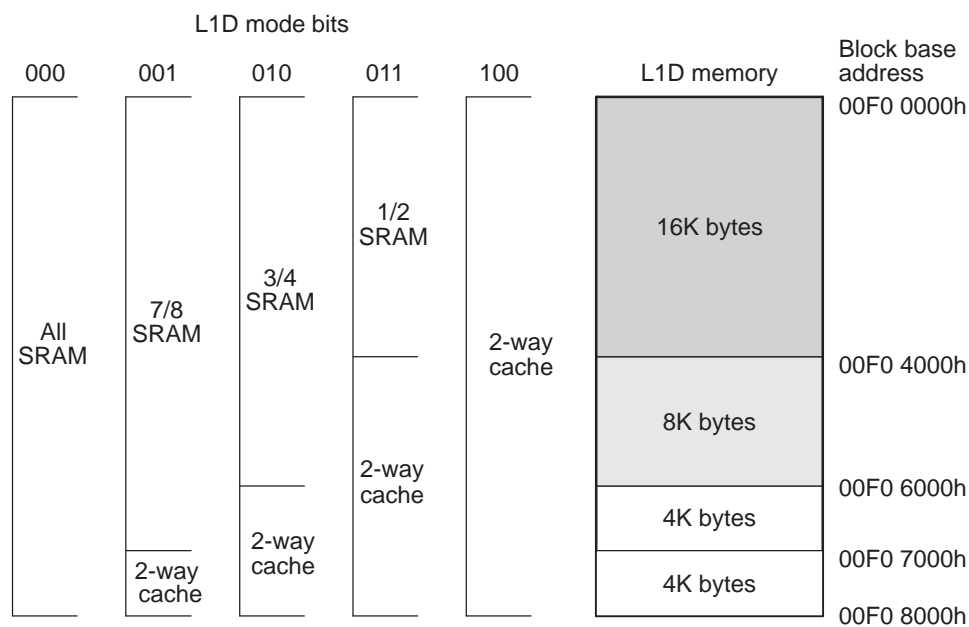 L1D mode bits
000 001 010 011 100 L1D memory Block base address
00F0 0000h
1/2
SRAM
16K bytes
3/4
SRAM
7/8
SRAM
All
SRAM
2-way
cache
00F0 4000h
8K bytes
2-way
cache
00F0 6000h
4K bytes
2-way
cache
00F0 7000h
2-way
cache
4K bytes
00F0 8000h